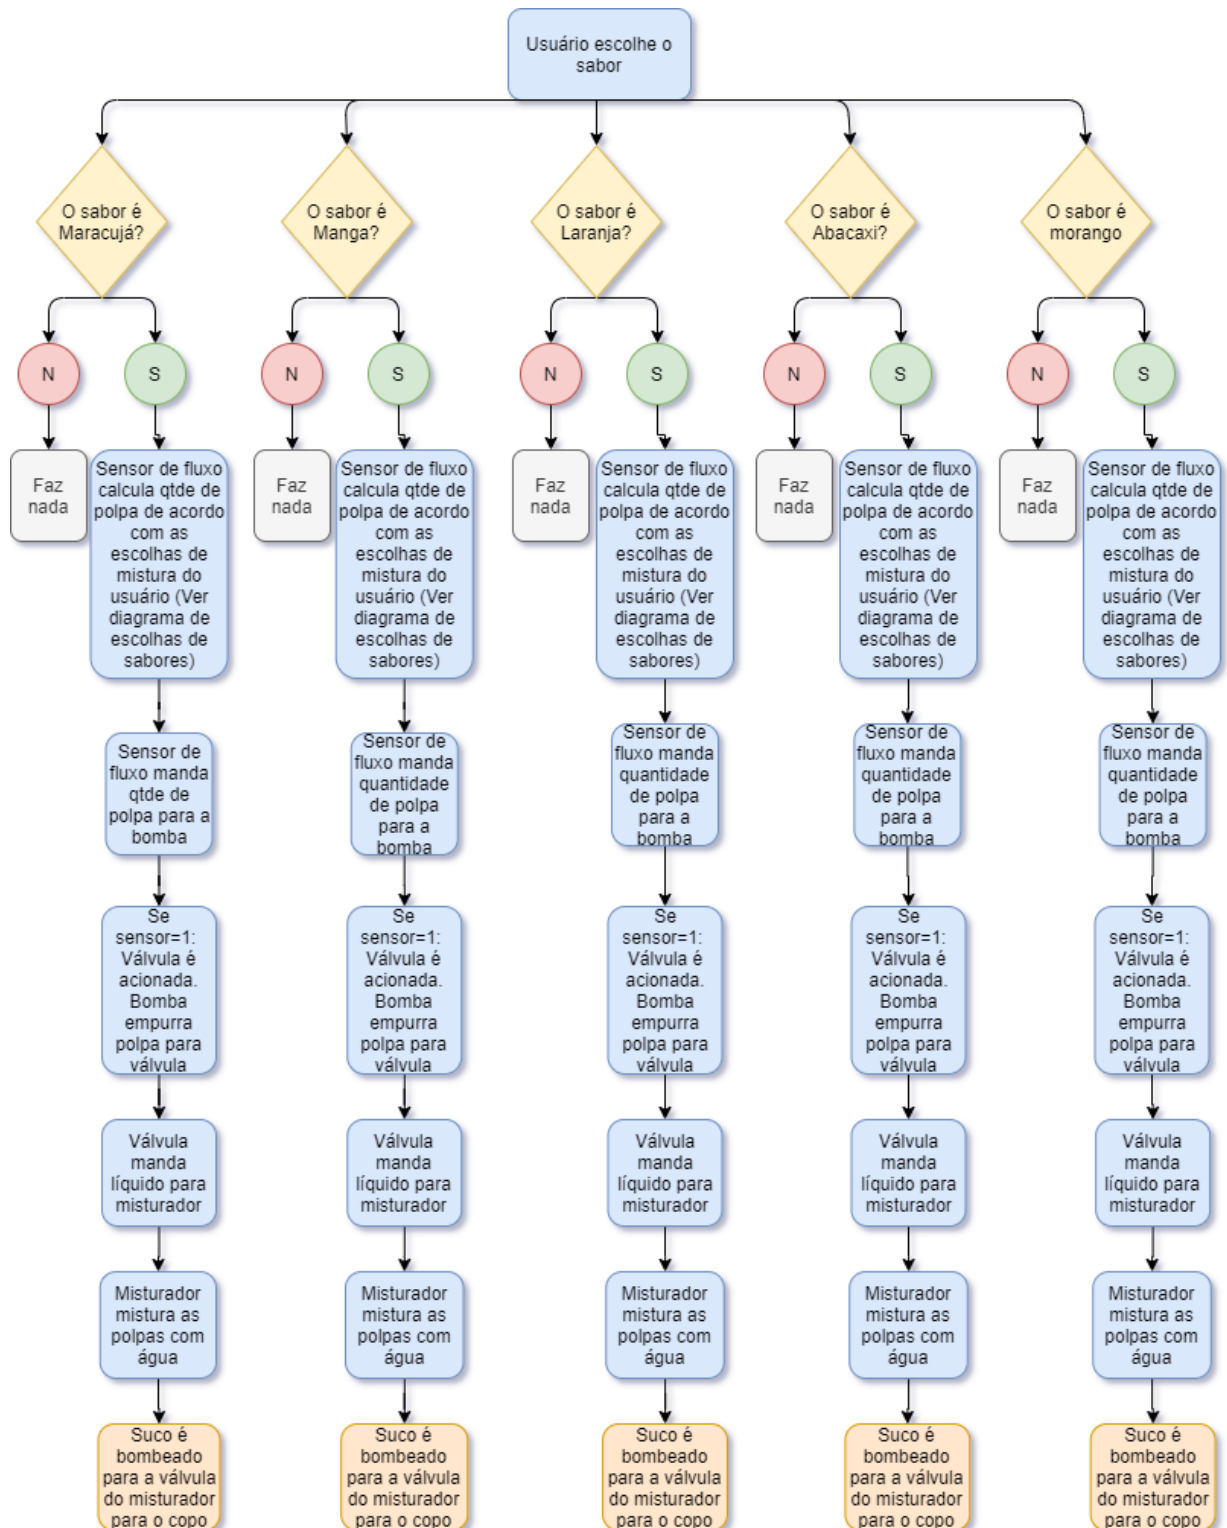 Usuário escolhe o
sabor
O sabor é
Maracujá?
O sabor é
Manga?
O sabor é
Laranja?
O sabor é
Abacaxi?
O sabor é
morango
N
S
N
S
N
S
N
S
N
S
Faz
nada
Sensor de fluxo
calcula qtde de
polpa de acordo
com as
escolhas de
mistura do
usuário (Ver
diagrama de
escolhas de
sabores)
Faz
nada
Sensor de fluxo
calcula qtde de
polpa de acordo
com as
escolhas de
mistura do
usuário (Ver
diagrama de
escolhas de
sabores)
Faz
nada
Sensor de fluxo
calcula qtde de
polpa de acordo
com as
escolhas de
mistura do
usuário (Ver
diagrama de
escolhas de
sabores)
Faz
nada
Sensor de fluxo
calcula qtde de
polpa de acordo
com as
escolhas de
mistura do
usuário (Ver
diagrama de
escolhas de
sabores)
Faz
nada
Sensor de fluxo
calcula qtde de
polpa de acordo
com as
escolhas de
mistura do
usuário (Ver
diagrama de
escolhas de
sabores)
Sensor de
fluxo manda
qtde de
polpa para a
bomba
Sensor de
fluxo manda
quantidade
de polpa
para a
bomba
Sensor de
fluxo manda
quantidade
de polpa
para a
bomba
Sensor de
fluxo manda
quantidade
de polpa
para a
bomba
Sensor de
fluxo manda
quantidade
de polpa
para a
bomba
Se
sensor=1:
Válvula é
acionada.
Bomba
empurra
polpa para
válvula
Se
sensor=1:
Válvula é
acionada.
Bomba
empurra
polpa para
válvula
Se
sensor=1:
Válvula é
acionada.
Bomba
empurra
polpa para
válvula
Se
sensor=1:
Válvula é
acionada.
Bomba
empurra
polpa para
válvula
Se
sensor=1:
Válvula é
acionada.
Bomba
empurra
polpa para
válvula
Válvula
manda
líquido para
misturador
Válvula
manda
líquido para
misturador
Válvula
manda
líquido para
misturador
Válvula
manda
líquido para
misturador
Válvula
manda
líquido para
misturador
Misturador
mistura as
polpas com
água
Misturador
mistura as
polpas com
água
Misturador
mistura as
polpas com
água
Misturador
mistura as
polpas com
água
Misturador
mistura as
polpas com
água
Suco é
bombeado
para a válvula
do misturador
para o copo
Suco é
bombeado
para a válvula
do misturador
para o copo
Suco é
bombeado
para a válvula
do misturador
para o copo
Suco é
bombeado
para a válvula
do misturador
para o copo
Suco é
bombeado
para a válvula
do misturador
para o copo